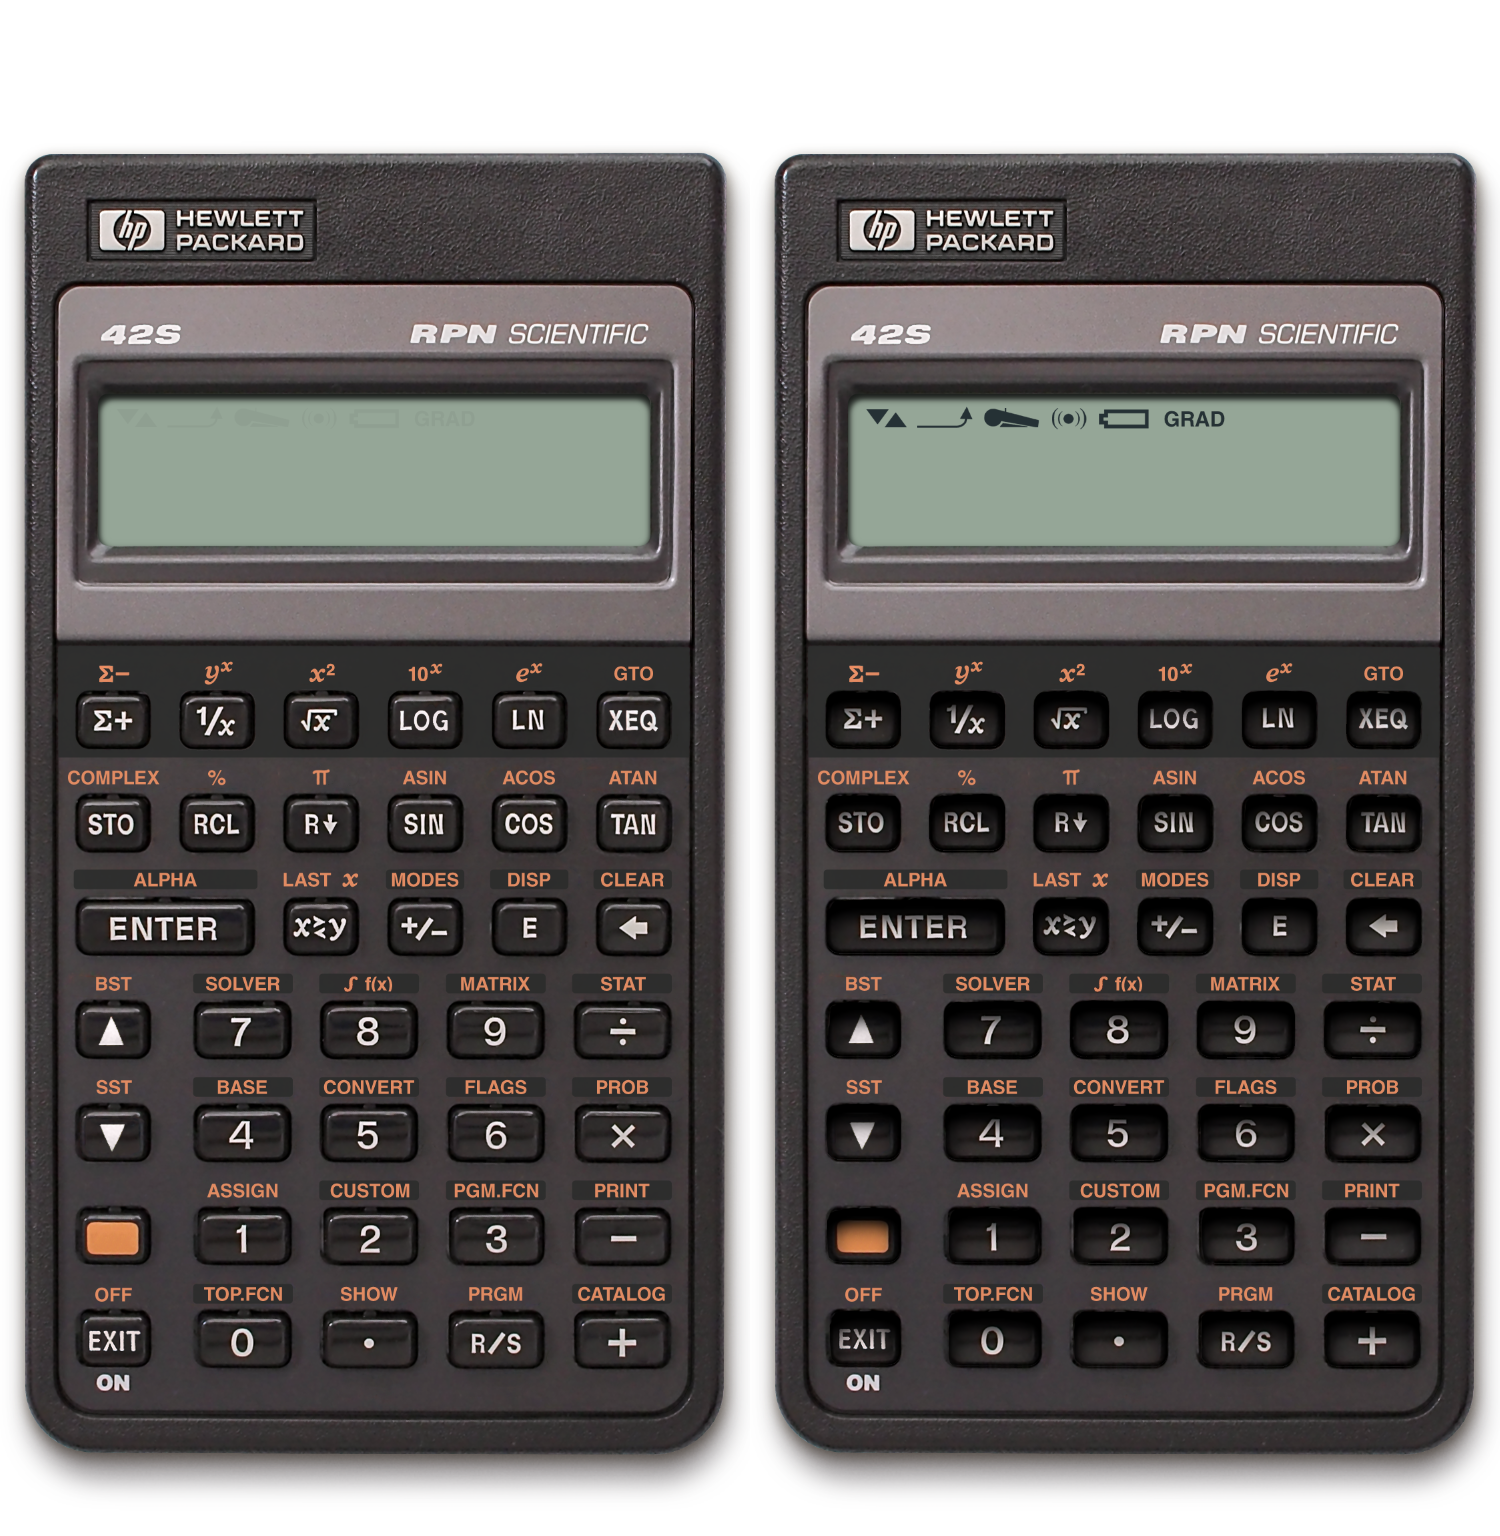 hp HEWLETT PACKARD
42S RPN SCIENTIFIC
GRAD
Σ− yˣ x² 10ˣ eˣ GTO
Σ+ 1/x √x LOG LN XEQ
COMPLEX % π ASIN ACOS ATAN
STO RCL R↓ SIN COS TAN
ALPHA LAST x MODES DISP CLEAR
ENTER x≷y +/− E ←
BST SOLVER ∫ f(x) MATRIX STAT
▲ 7 8 9 ÷
SST BASE CONVERT FLAGS PROB
▼ 4 5 6 ×
ASSIGN CUSTOM PGM.FCN PRINT
1 2 3 −
OFF TOP.FCN SHOW PRGM CATALOG
EXIT 0 . R/S +
ON
hp HEWLETT PACKARD
42S RPN SCIENTIFIC
GRAD
Σ− yˣ x² 10ˣ eˣ GTO
Σ+ 1/x √x LOG LN XEQ
COMPLEX % π ASIN ACOS ATAN
STO RCL R↓ SIN COS TAN
ALPHA LAST x MODES DISP CLEAR
ENTER x≷y +/− E ←
BST SOLVER ∫ f(x) MATRIX STAT
▲ 7 8 9 ÷
SST BASE CONVERT FLAGS PROB
▼ 4 5 6 ×
ASSIGN CUSTOM PGM.FCN PRINT
1 2 3 −
OFF TOP.FCN SHOW PRGM CATALOG
EXIT 0 . R/S +
ON